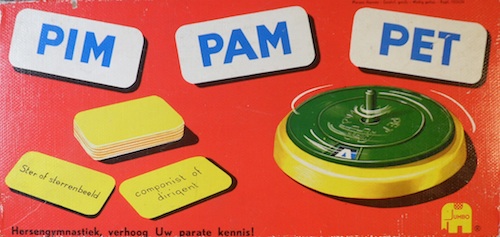 PIM
PAM
PET
A
Ster of sterrenbeeld
componist of
dirigent
JUMBO
®
Hersengymnastiek, verhoog Uw parate kennis!